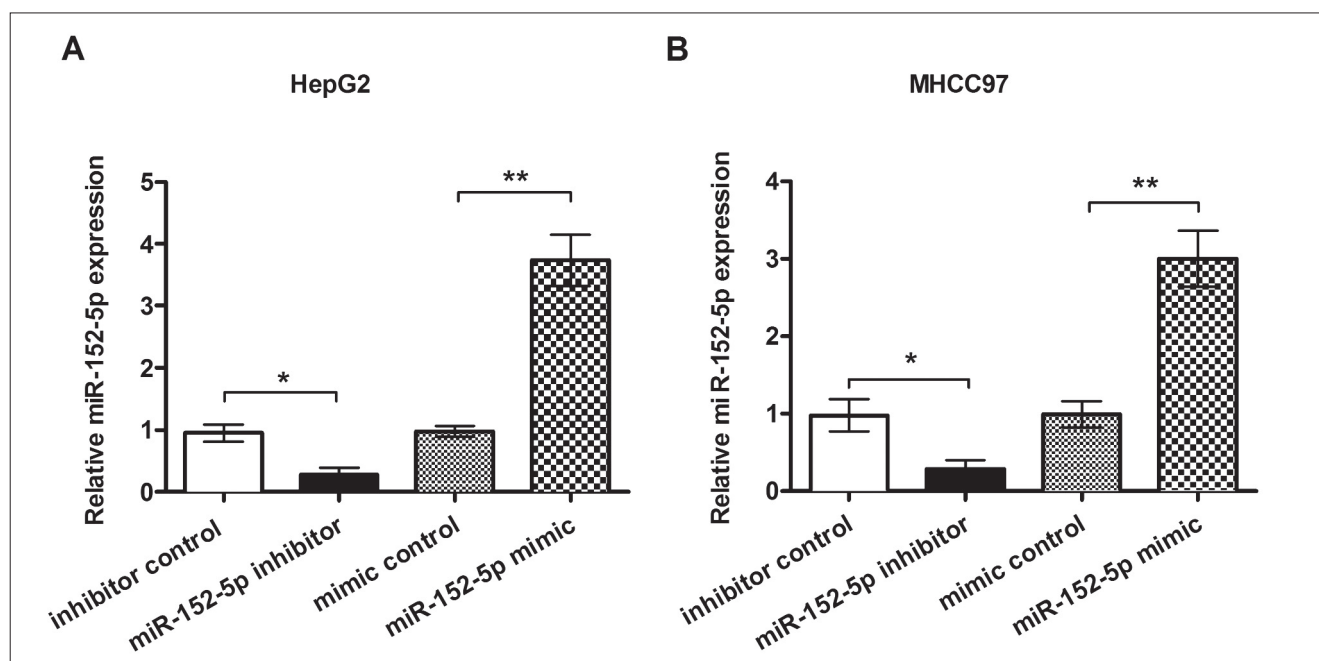 A
HepG2
Relative miR-152-5p expression
5
4
3
2
1
0
*
**
inhibitor control
miR-152-5p inhibitor
mimic control
miR-152-5p mimic
B
MHCC97
Relative mi R-152-5p expression
4
3
2
1
0
*
**
inhibitor control
miR-152-5p inhibitor
mimic control
miR-152-5p mimic